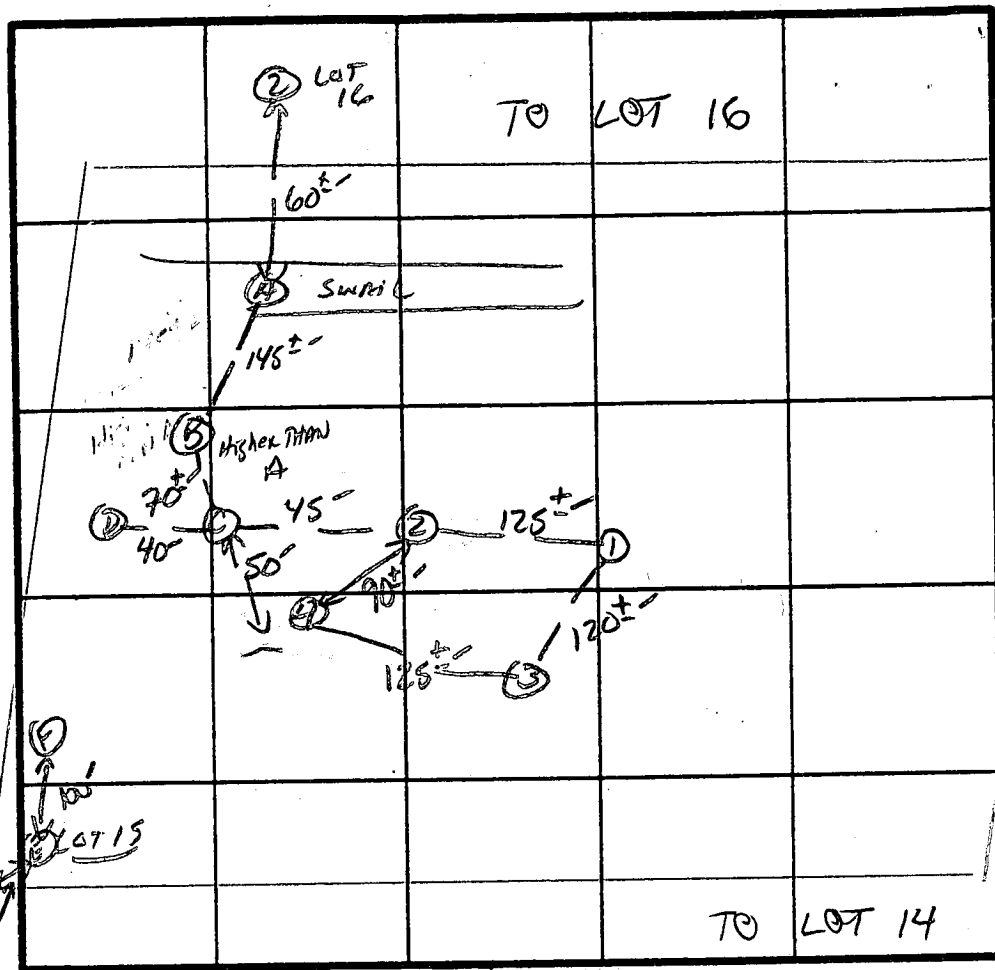 2 LOT
16
TO LOT 16
60±'
A SWAIL
145±'
B Higher THAN
A
70±'
D 40' C 45' 2 125±' 1
50'
90±'
120±'
125±' 3
F
LOT 15
TO LOT 14